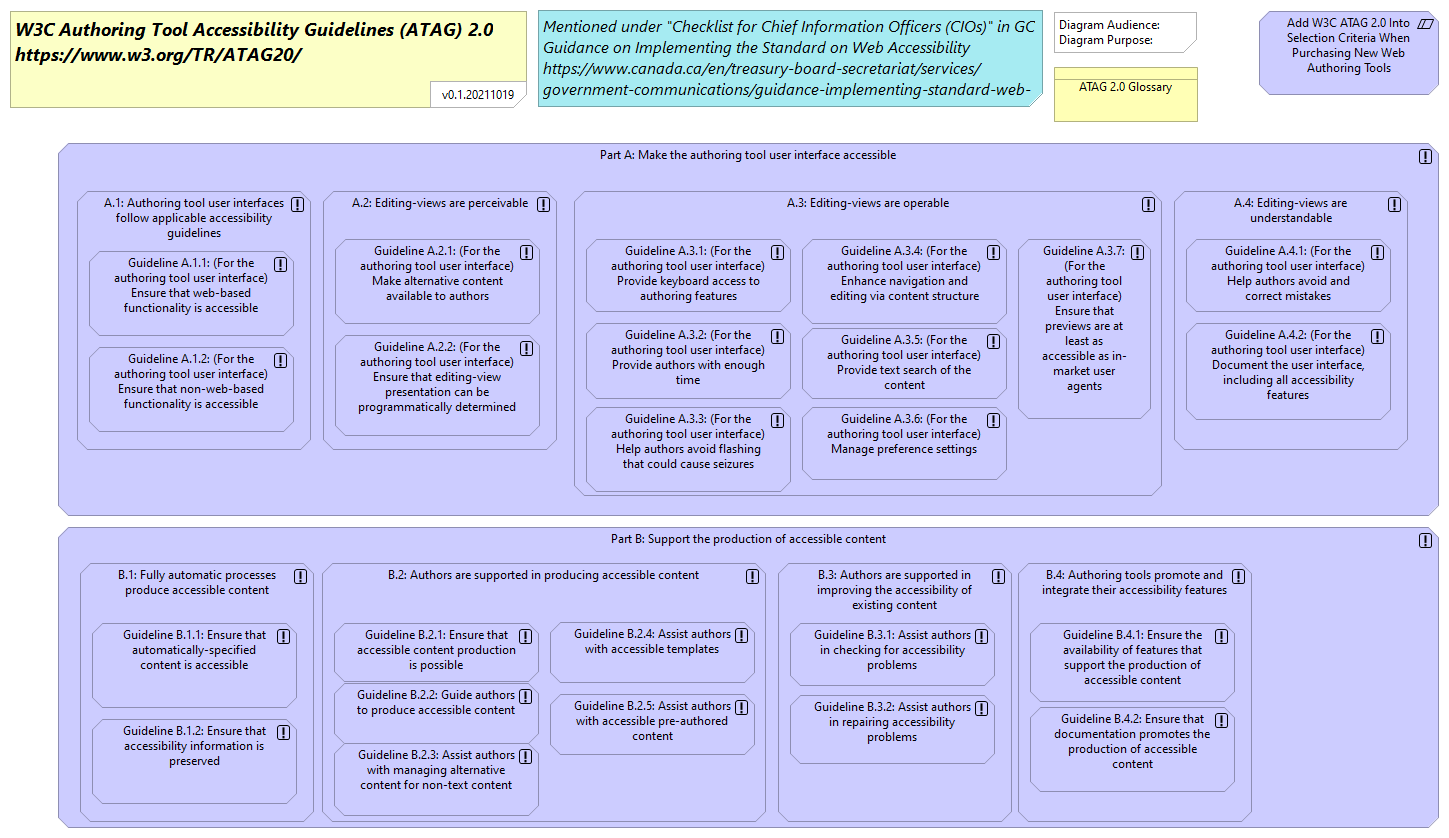 W3C Authoring Tool Accessibility Guidelines (ATAG) 2.0
https://www.w3.org/TR/ATAG20/
v0.1.20211019
Mentioned under "Checklist for Chief Information Officers (CIOs)" in GC
Guidance on Implementing the Standard on Web Accessibility
https://www.canada.ca/en/treasury-board-secretariat/services/
government-communications/guidance-implementing-standard-web-
Diagram Audience:
Diagram Purpose:
ATAG 2.0 Glossary
Add W3C ATAG 2.0 Into
Selection Criteria When
Purchasing New Web
Authoring Tools
Part A: Make the authoring tool user interface accessible
A.1: Authoring tool user interfaces
follow applicable accessibility
guidelines
Guideline A.1.1: (For the
authoring tool user interface)
Ensure that web-based
functionality is accessible
Guideline A.1.2: (For the
authoring tool user interface)
Ensure that non-web-based
functionality is accessible
A.2: Editing-views are perceivable
Guideline A.2.1: (For the
authoring tool user interface)
Make alternative content
available to authors
Guideline A.2.2: (For the
authoring tool user interface)
Ensure that editing-view
presentation can be
programmatically determined
A.3: Editing-views are operable
Guideline A.3.1: (For the
authoring tool user interface)
Provide keyboard access to
authoring features
Guideline A.3.2: (For the
authoring tool user interface)
Provide authors with enough
time
Guideline A.3.3: (For the
authoring tool user interface)
Help authors avoid flashing
that could cause seizures
Guideline A.3.4: (For the
authoring tool user interface)
Enhance navigation and
editing via content structure
Guideline A.3.5: (For the
authoring tool user interface)
Provide text search of the
content
Guideline A.3.6: (For the
authoring tool user interface)
Manage preference settings
Guideline A.3.7:
(For the
authoring tool
user interface)
Ensure that
previews are at
least as
accessible as in-
market user
agents
A.4: Editing-views are
understandable
Guideline A.4.1: (For the
authoring tool user interface)
Help authors avoid and
correct mistakes
Guideline A.4.2: (For the
authoring tool user interface)
Document the user interface,
including all accessibility
features
Part B: Support the production of accessible content
B.1: Fully automatic processes
produce accessible content
Guideline B.1.1: Ensure that
automatically-specified
content is accessible
Guideline B.1.2: Ensure that
accessibility information is
preserved
B.2: Authors are supported in producing accessible content
Guideline B.2.1: Ensure that
accessible content production
is possible
Guideline B.2.2: Guide authors
to produce accessible content
Guideline B.2.3: Assist authors
with managing alternative
content for non-text content
Guideline B.2.4: Assist authors
with accessible templates
Guideline B.2.5: Assist authors
with accessible pre-authored
content
B.3: Authors are supported in
improving the accessibility of
existing content
Guideline B.3.1: Assist authors
in checking for accessibility
problems
Guideline B.3.2: Assist authors
in repairing accessibility
problems
B.4: Authoring tools promote and
integrate their accessibility features
Guideline B.4.1: Ensure the
availability of features that
support the production of
accessible content
Guideline B.4.2: Ensure that
documentation promotes the
production of accessible
content